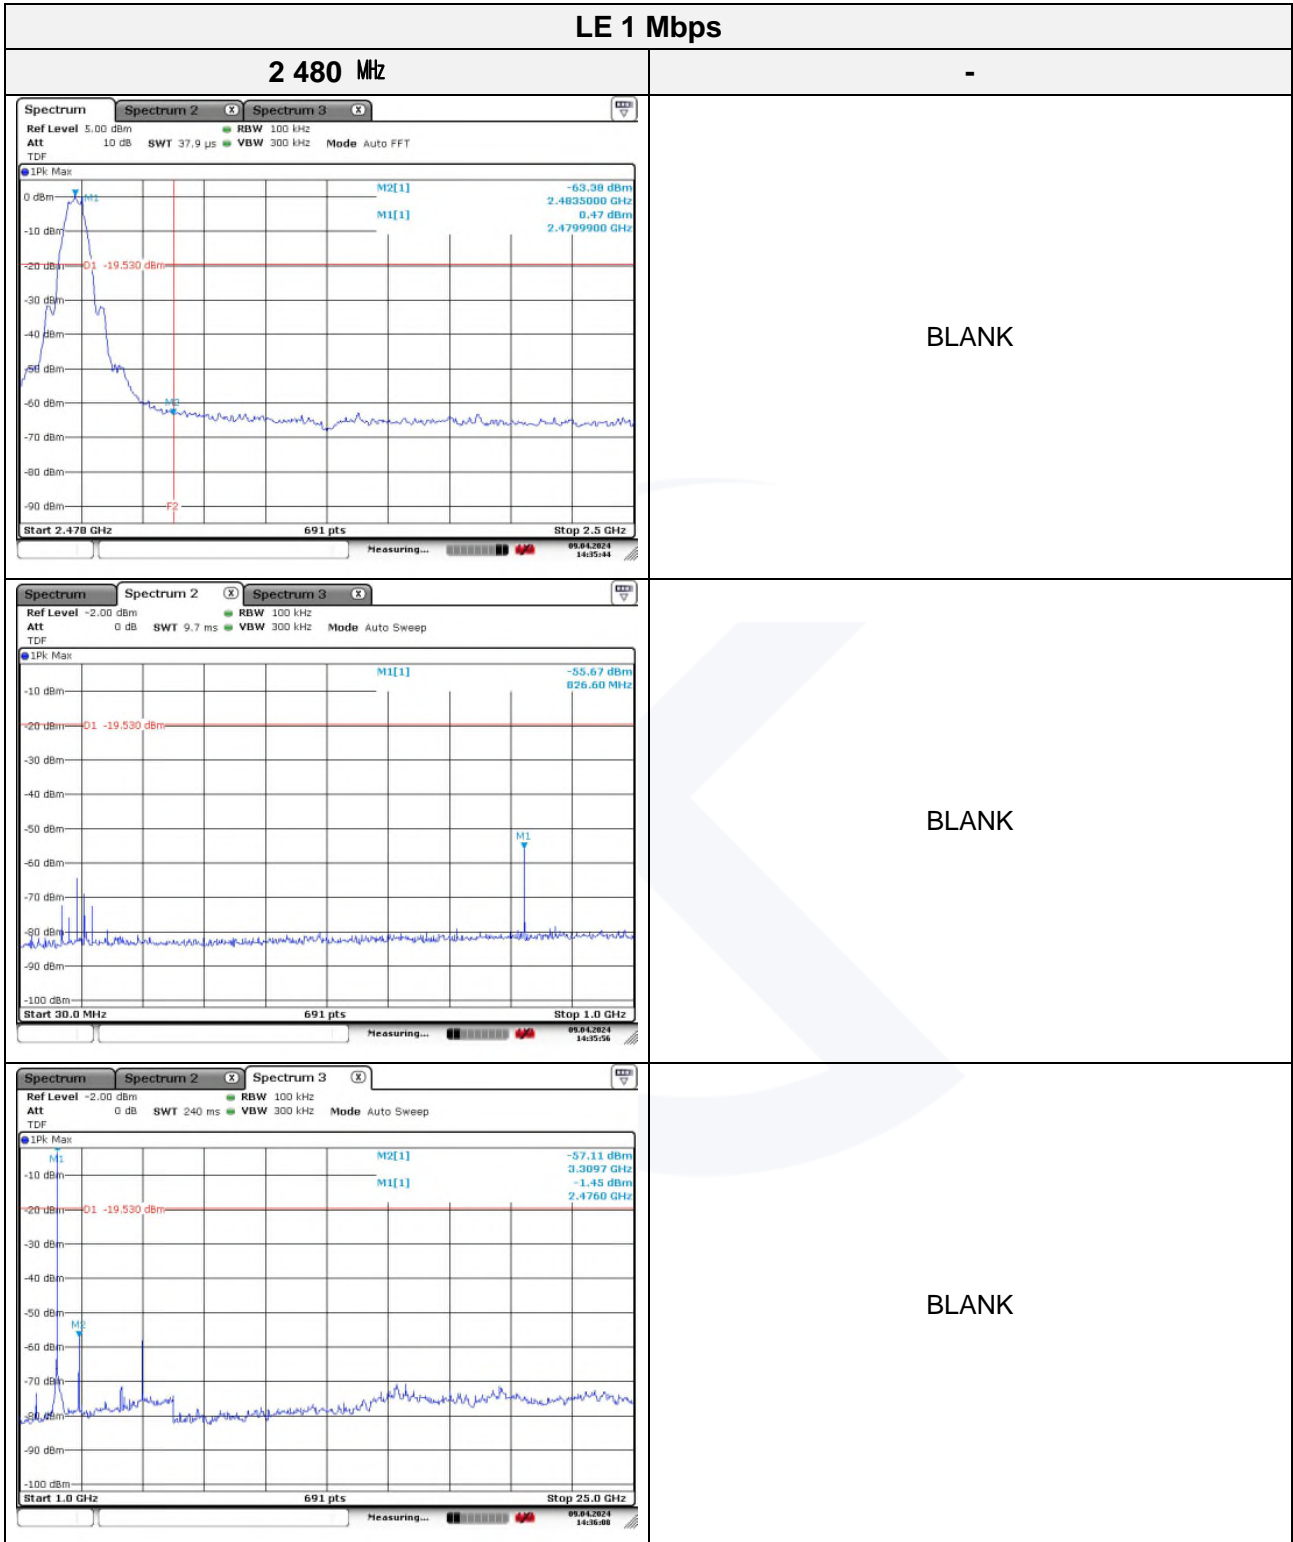 LE 1 Mbps
2 480 ㎒ -
Spectrum Spectrum 2 Spectrum 3
Ref Level 5.00 dBm RBW 100 kHz
Att 10 dB SWT 37.9 µs VBW 300 kHz Mode Auto FFT
TDF
1Pk Max
M2[1] -63.38 dBm
2.4835000 GHz
M1[1] 0.47 dBm
2.4799900 GHz
0 dBm
M1
-10 dBm
-20 dBm
D1 -19.530 dBm
-30 dBm
-40 dBm
-50 dBm
-60 dBm
M2
-70 dBm
-80 dBm
-90 dBm
F2
Start 2.478 GHz 691 pts Stop 2.5 GHz
Measuring... 09.04.2024
14:35:44
BLANK
Spectrum Spectrum 2 Spectrum 3
Ref Level -2.00 dBm RBW 100 kHz
Att 0 dB SWT 9.7 ms VBW 300 kHz Mode Auto Sweep
TDF
1Pk Max
M1[1] -55.67 dBm
826.60 MHz
-10 dBm
-20 dBm
D1 -19.530 dBm
-30 dBm
-40 dBm
-50 dBm
M1
-60 dBm
-70 dBm
-80 dBm
-90 dBm
-100 dBm
Start 30.0 MHz 691 pts Stop 1.0 GHz
Measuring... 09.04.2024
14:35:56
BLANK
Spectrum Spectrum 2 Spectrum 3
Ref Level -2.00 dBm RBW 100 kHz
Att 0 dB SWT 240 ms VBW 300 kHz Mode Auto Sweep
TDF
1Pk Max
M1
M2[1] -57.11 dBm
3.3097 GHz
M1[1] -1.45 dBm
2.4760 GHz
-10 dBm
-20 dBm
D1 -19.530 dBm
-30 dBm
-40 dBm
-50 dBm
M2
-60 dBm
-70 dBm
-80 dBm
-90 dBm
-100 dBm
Start 1.0 GHz 691 pts Stop 25.0 GHz
Measuring... 09.04.2024
14:36:08
BLANK